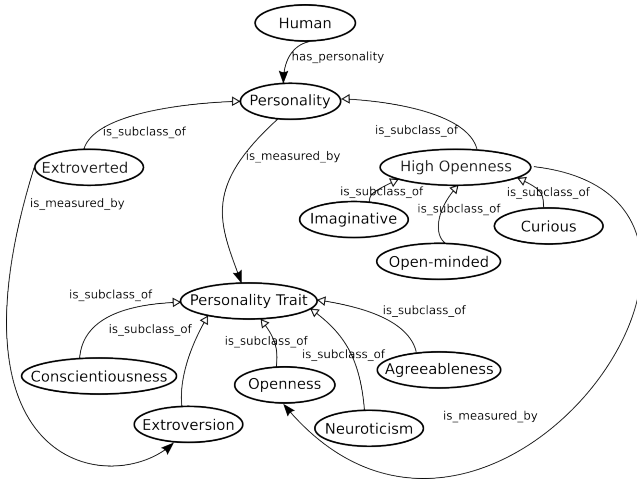 Human
has_personality
Personality
is_subclass_of
is_subclass_of
Extroverted
is_measured_by
High Openness
is_measured_by
is_subclass_of
is_subclass_of
is_subclass_of
Imaginative
Curious
Open-minded
is_subclass_of
Personality Trait
is_subclass_of
is_subclass_of
is_subclass_of
is_subclass_of
Conscientiousness
Openness
Agreeableness
Extroversion
Neuroticism
is_measured_by